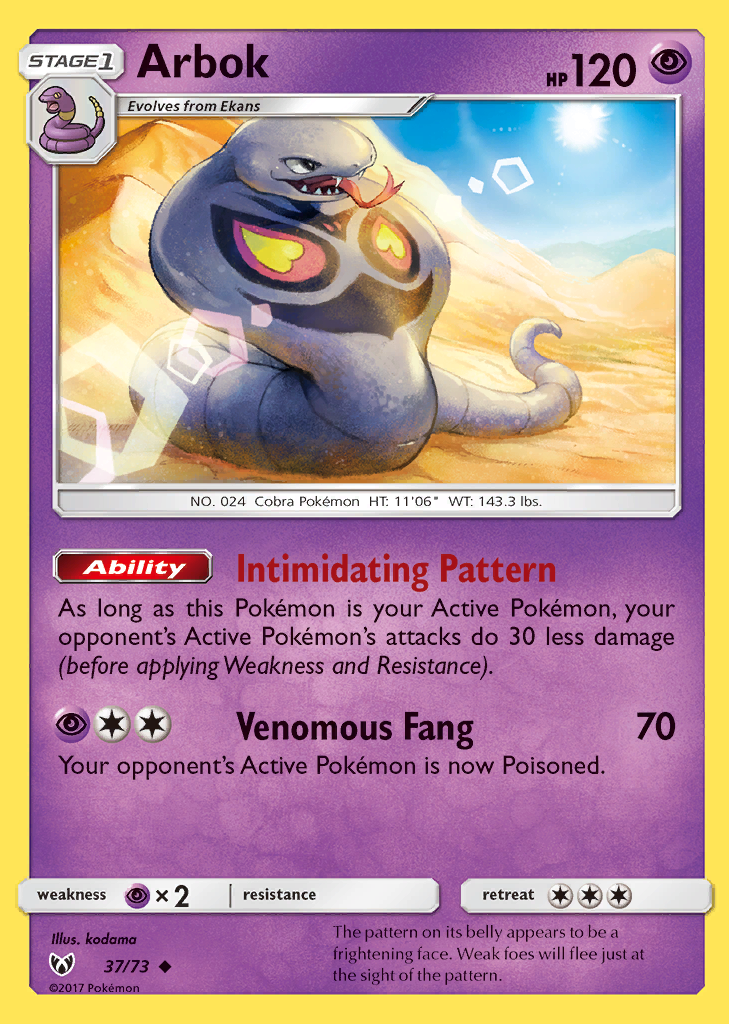 STAGE1 Arbok HP 120
Evolves from Ekans
NO. 024 Cobra Pokémon HT: 11'06" WT: 143.3 lbs.
Ability Intimidating Pattern
As long as this Pokémon is your Active Pokémon, your
opponent's Active Pokémon's attacks do 30 less damage
(before applying Weakness and Resistance).
Venomous Fang 70
Your opponent's Active Pokémon is now Poisoned.
weakness ×2 resistance retreat
Illus. kodama
37/73
©2017 Pokémon
The pattern on its belly appears to be a
frightening face. Weak foes will flee just at
the sight of the pattern.